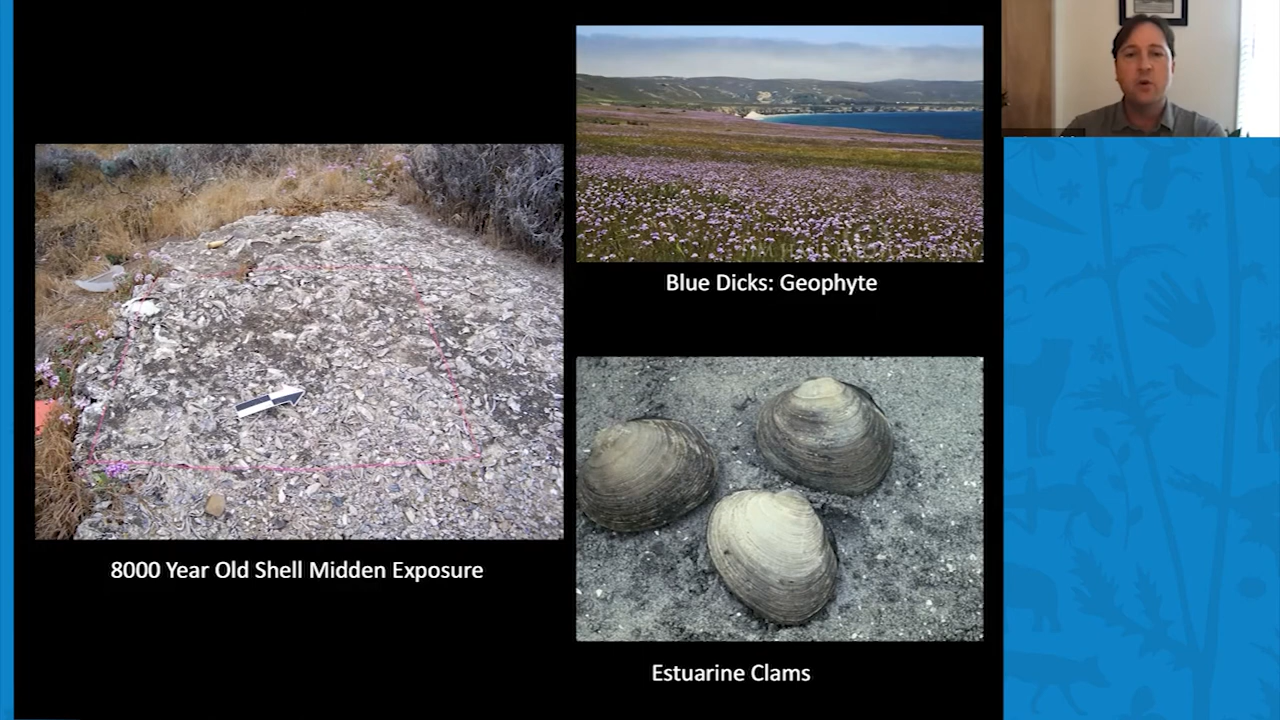 Blue Dicks: Geophyte
8000 Year Old Shell Midden Exposure
Estuarine Clams